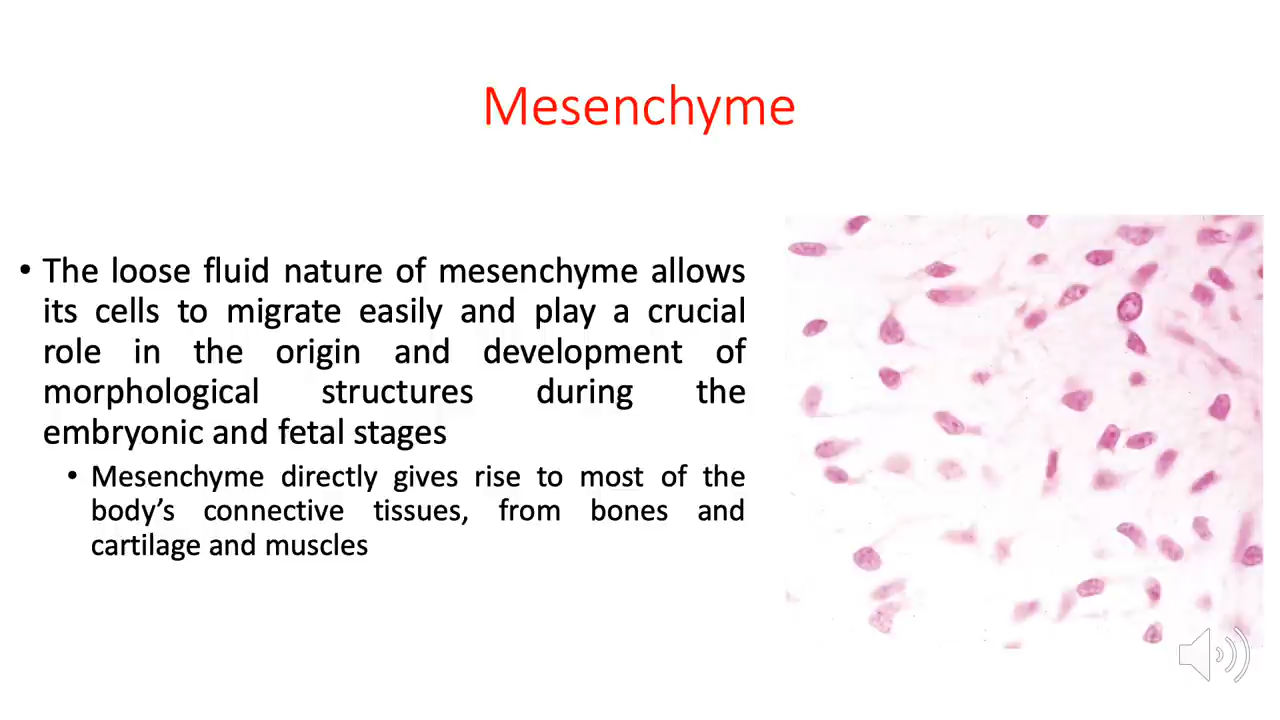 Mesenchyme
• The loose fluid nature of mesenchyme allows
its cells to migrate easily and play a crucial
role in the origin and development of
morphological structures during the
embryonic and fetal stages
• Mesenchyme directly gives rise to most of the
body’s connective tissues, from bones and
cartilage and muscles